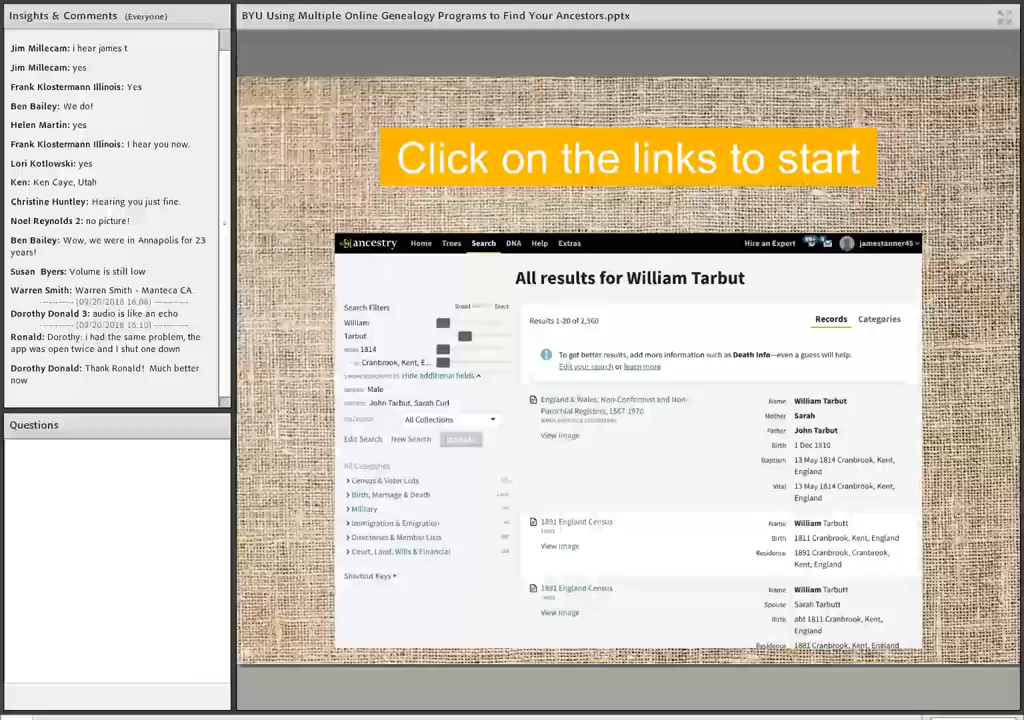 Insights & Comments (Everyone)
Jim Millecam: i hear james t
Jim Millecam: yes
Frank Klostermann Illinois: Yes
Ben Bailey: We do!
Helen Martin: yes
Frank Klostermann Illinois: I hear you now.
Lori Kotlowski: yes
Ken: Ken Caye, Utah
Christine Huntley: Hearing you just fine.
Noel Reynolds 2: no picture!
Ben Bailey: Wow, we were in Annapolis for 23
years!
Susan Byers: Volume is still low
Warren Smith: Warren Smith - Manteca CA.
(09/20/2018 16.08)
Dorothy Donald 3: audio is like an echo
(09/20/2018 16.10)
Ronald: Dorothy: i had the same problem, the
app was open twice and I shut one down
Dorothy Donald: Thank Ronald! Much better
now
Questions
BYU Using Multiple Online Genealogy Programs to Find Your Ancestors.pptx
Click on the links to start
ancestry Home Trees Search DNA Help Extras Hire an Expert jamestanner45
All results for William Tarbut
Search Filters Broad Exact
William
Tarbut
1814
Cranbrook, Kent, E...
Hide additional fields
Male
John Tarbut, Sarah Curl
All Collections
Edit Search New Search
All Categories
Census & Voter Lists
Birth, Marriage & Death
Military
Immigration & Emigration
Directories & Member Lists
Court, Land, Wills & Financial
Shortcut Keys
Results 1-20 of 2,560 Records Categories
To get better results, add more information such as Death Info—even a guess will help.
Edit your search or learn more
England & Wales, Non-Conformist and Non-
Parochial Registers, 1567-1970
View Image
Name William Tarbut
Mother Sarah
Father John Tarbut
Birth 1 Dec 1810
Baptism 13 May 1814 Cranbrook, Kent,
England
Vital 13 May 1814 Cranbrook, Kent,
England
1891 England Census
View Image
Name William Tarbutt
Birth 1811 Cranbrook, Kent, England
Residence 1891 Cranbrook, Cranbrook,
Kent, England
1881 England Census
View Image
Name William Tarbutt
Spouse Sarah Tarbutt
Birth abt 1811 Cranbrook, Kent,
England
Residence 1881 Cranbrook, Kent, England